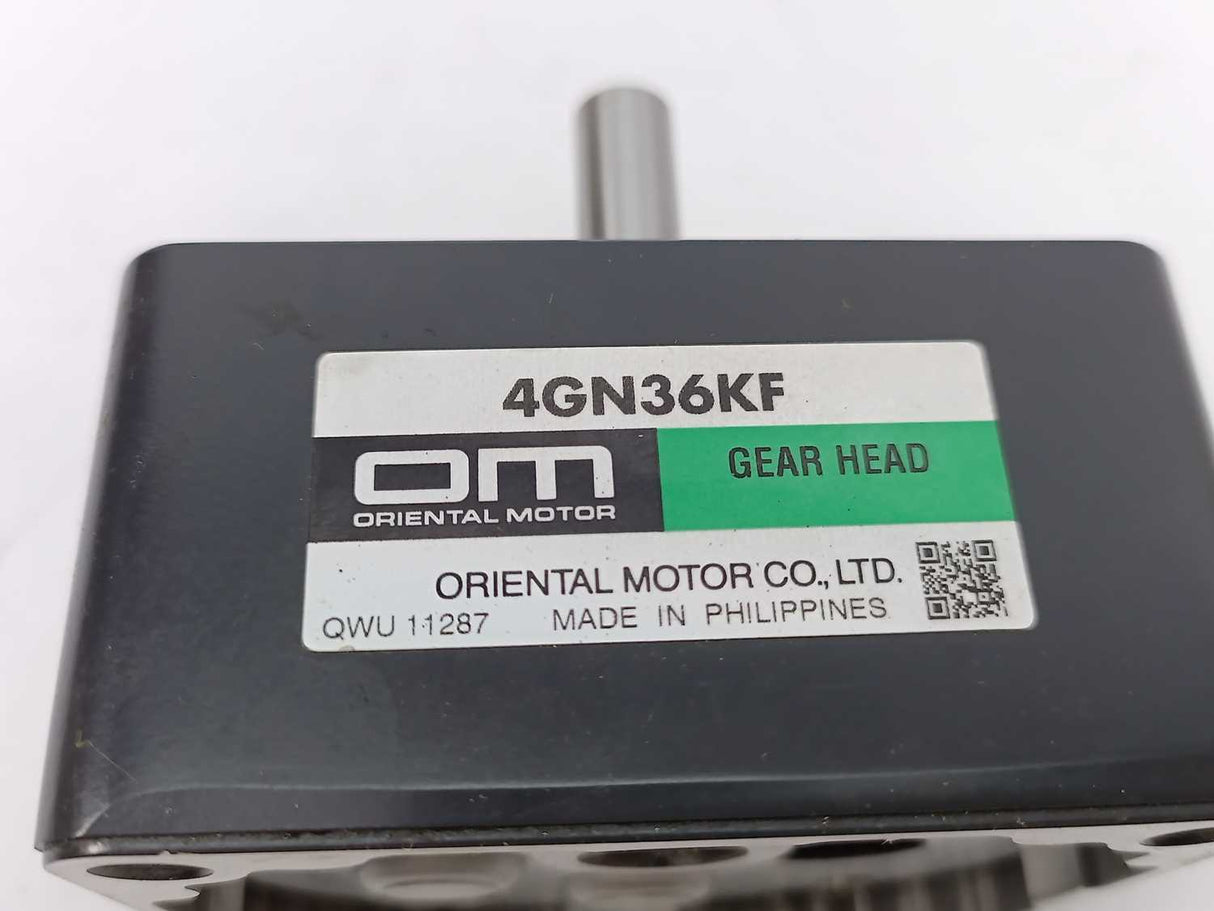 4GN36KF
OM
ORIENTAL MOTOR
GEAR HEAD
ORIENTAL MOTOR CO., LTD.
QWU 11287 MADE IN PHILIPPINES